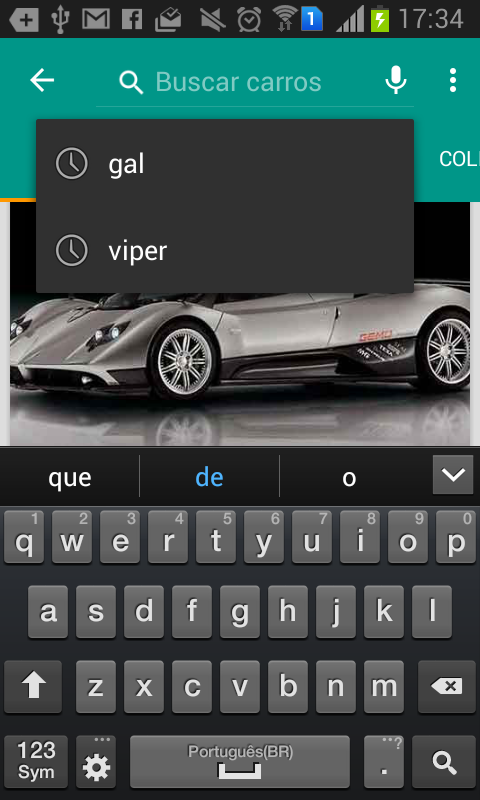 1 17:34
Buscar carros
gal
COLI
viper
que de o
1 2 3 4 5 6 7 8 9 0
q w e r t y u i o p
a s d f g h j k l
z x c v b n m
123
Sym
Português(BR)
. ?